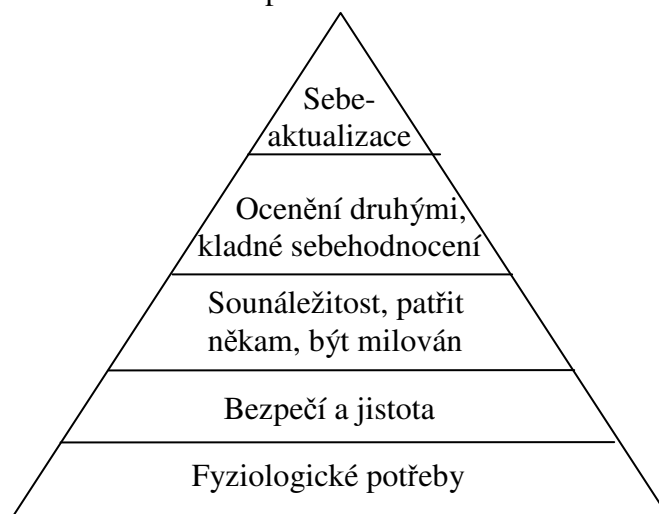 Sebe-
aktualizace
Ocenění druhými,
kladné sebehodnocení
Sounáležitost, patřit
někam, být milován
Bezpečí a jistota
Fyziologické potřeby